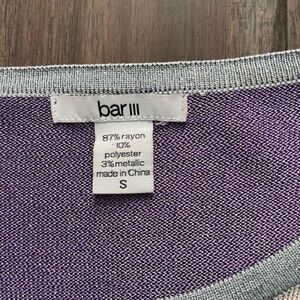 bar III
87% rayon
10%
polyester
3% metallic
made in China
S